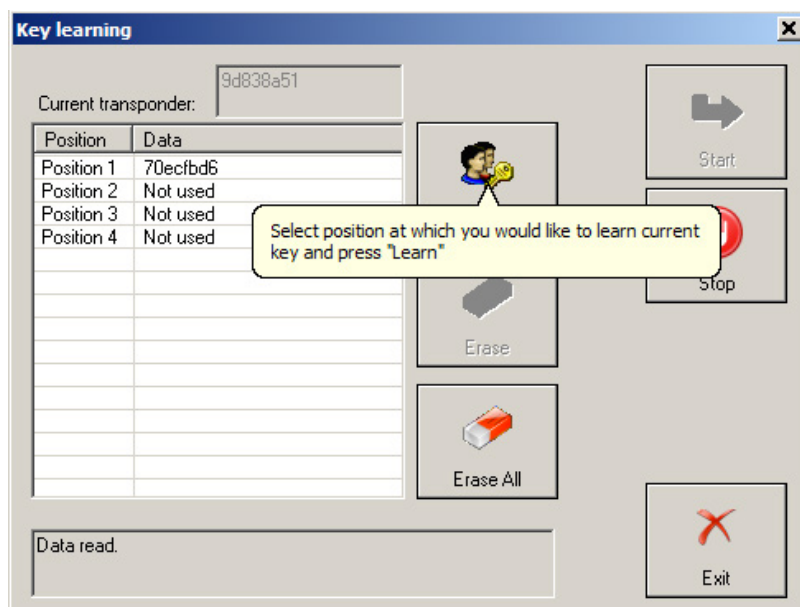 Key learning
Current transponder:
9d838a51
Position Data
Position 1 70ecfbd6
Position 2 Not used
Position 3 Not used
Position 4 Not used
Start
Select position at which you would like to learn current
key and press "Learn"
Stop
Erase
Erase All
Data read.
Exit